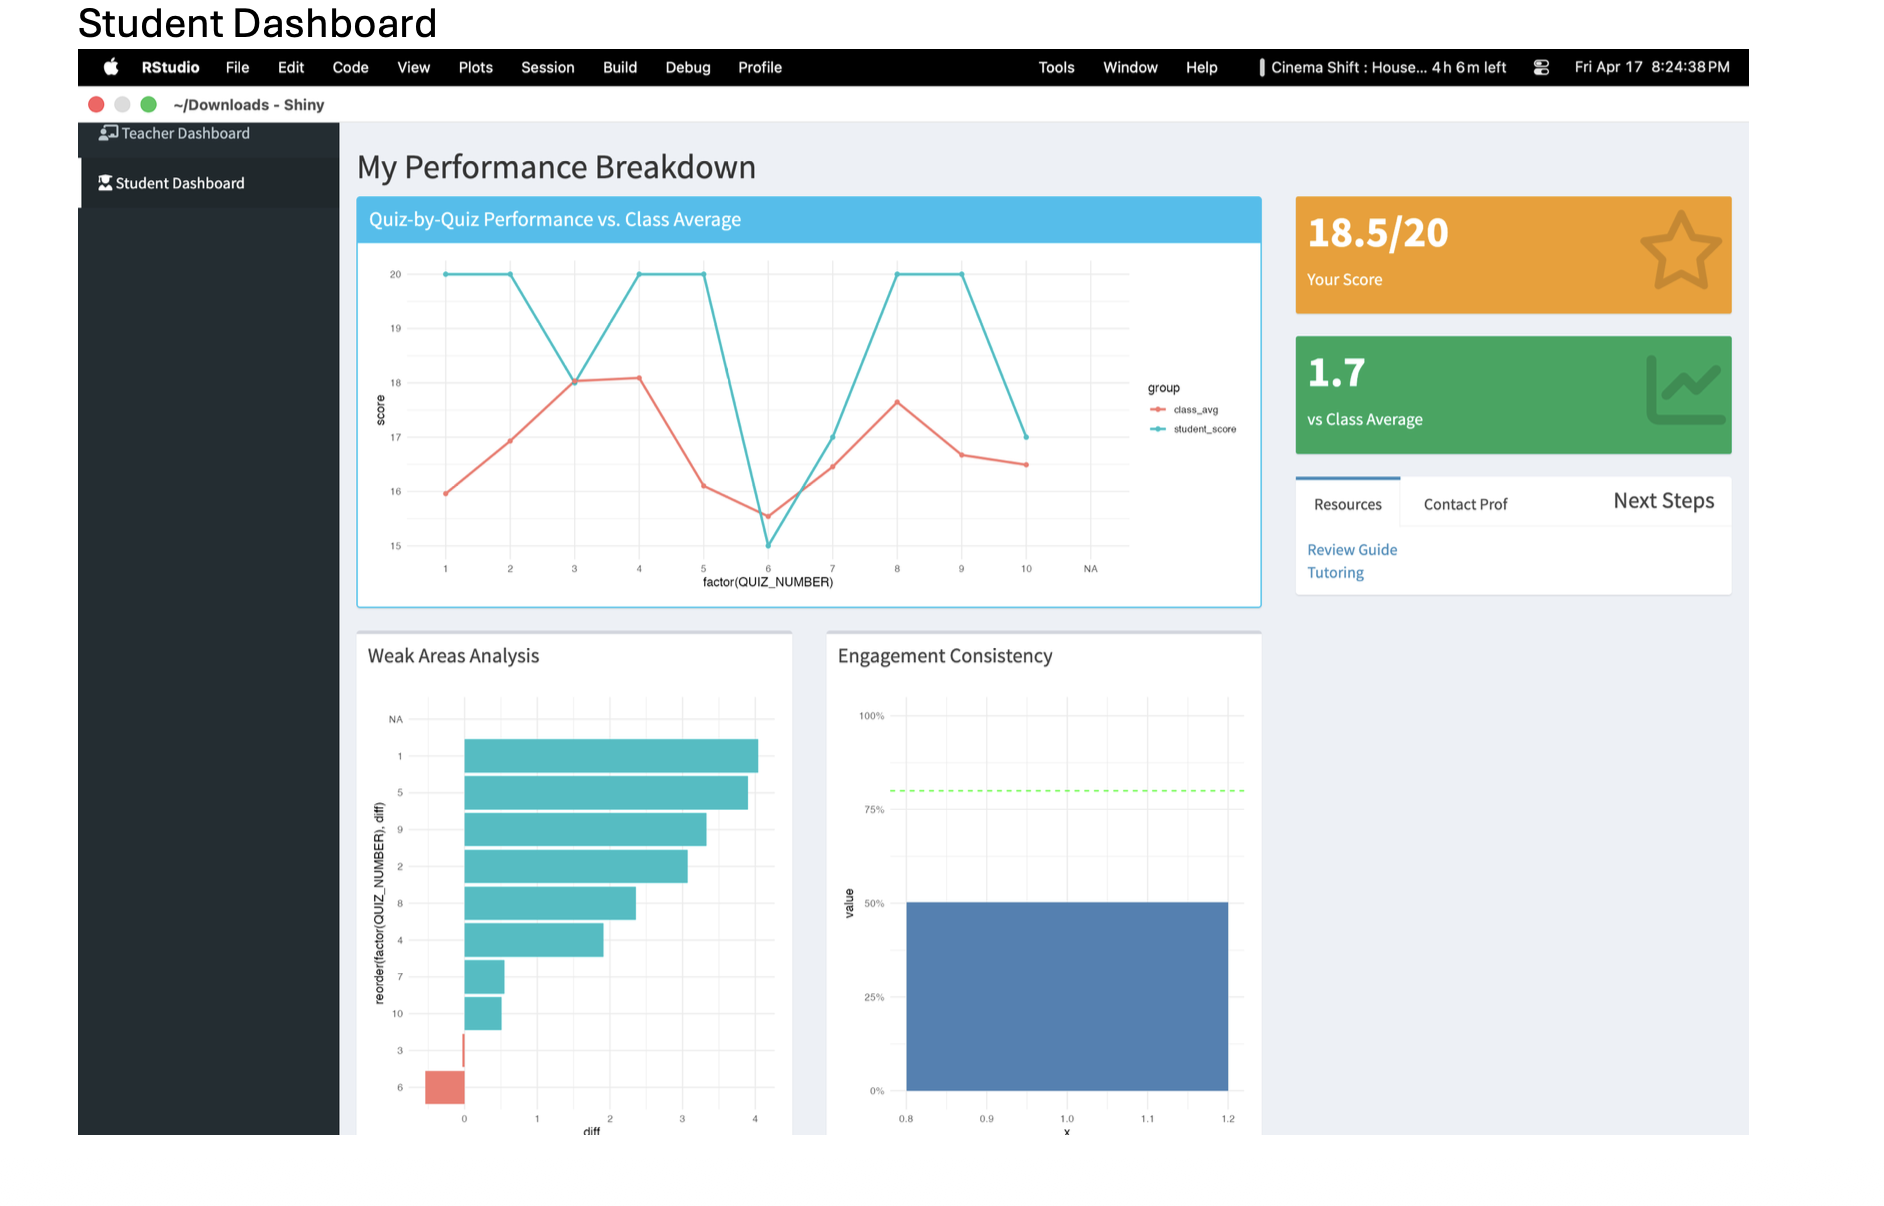 Student Dashboard
RStudio File Edit Code View Plots Session Build Debug Profile Tools Window Help Cinema Shift : House... 4 h 6 m left Fri Apr 17 8:24:38 PM
~/Downloads - Shiny
Teacher Dashboard
Student Dashboard
My Performance Breakdown
Quiz-by-Quiz Performance vs. Class Average
20
19
18
17
16
15
score
1 2 3 4 5 6 7 8 9 10 NA
factor(QUIZ_NUMBER)
group
class_avg
student_score
18.5/20
Your Score
1.7
vs Class Average
Resources Contact Prof Next Steps
Review Guide
Tutoring
Weak Areas Analysis
NA
1
5
9
2
8
4
7
10
3
6
reorder(factor(QUIZ_NUMBER), diff)
0 1 2 3 4
diff
Engagement Consistency
100%
75%
50%
25%
0%
value
0.8 0.9 1.0 1.1 1.2
x